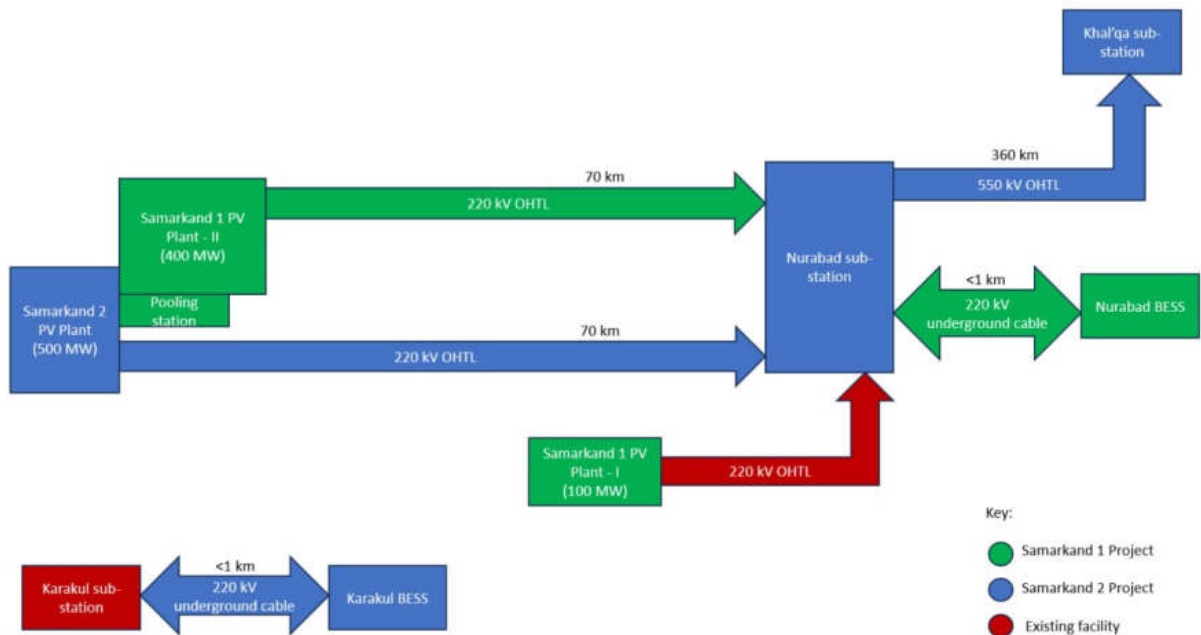 Khal'qa sub-
station
360 km
550 kV OHTL
70 km
220 kV OHTL
Samarkand 1 PV
Plant - II
(400 MW)
Pooling
station
Samarkand 2
PV Plant
(500 MW)
70 km
220 kV OHTL
Nurabad sub-
station
<1 km
220 kV
underground cable
Nurabad BESS
Samarkand 1 PV
Plant - I
(100 MW)
220 kV OHTL
Karakul sub-
station
<1 km
220 kV
underground cable
Karakul BESS
Key:
Samarkand 1 Project
Samarkand 2 Project
Existing facility